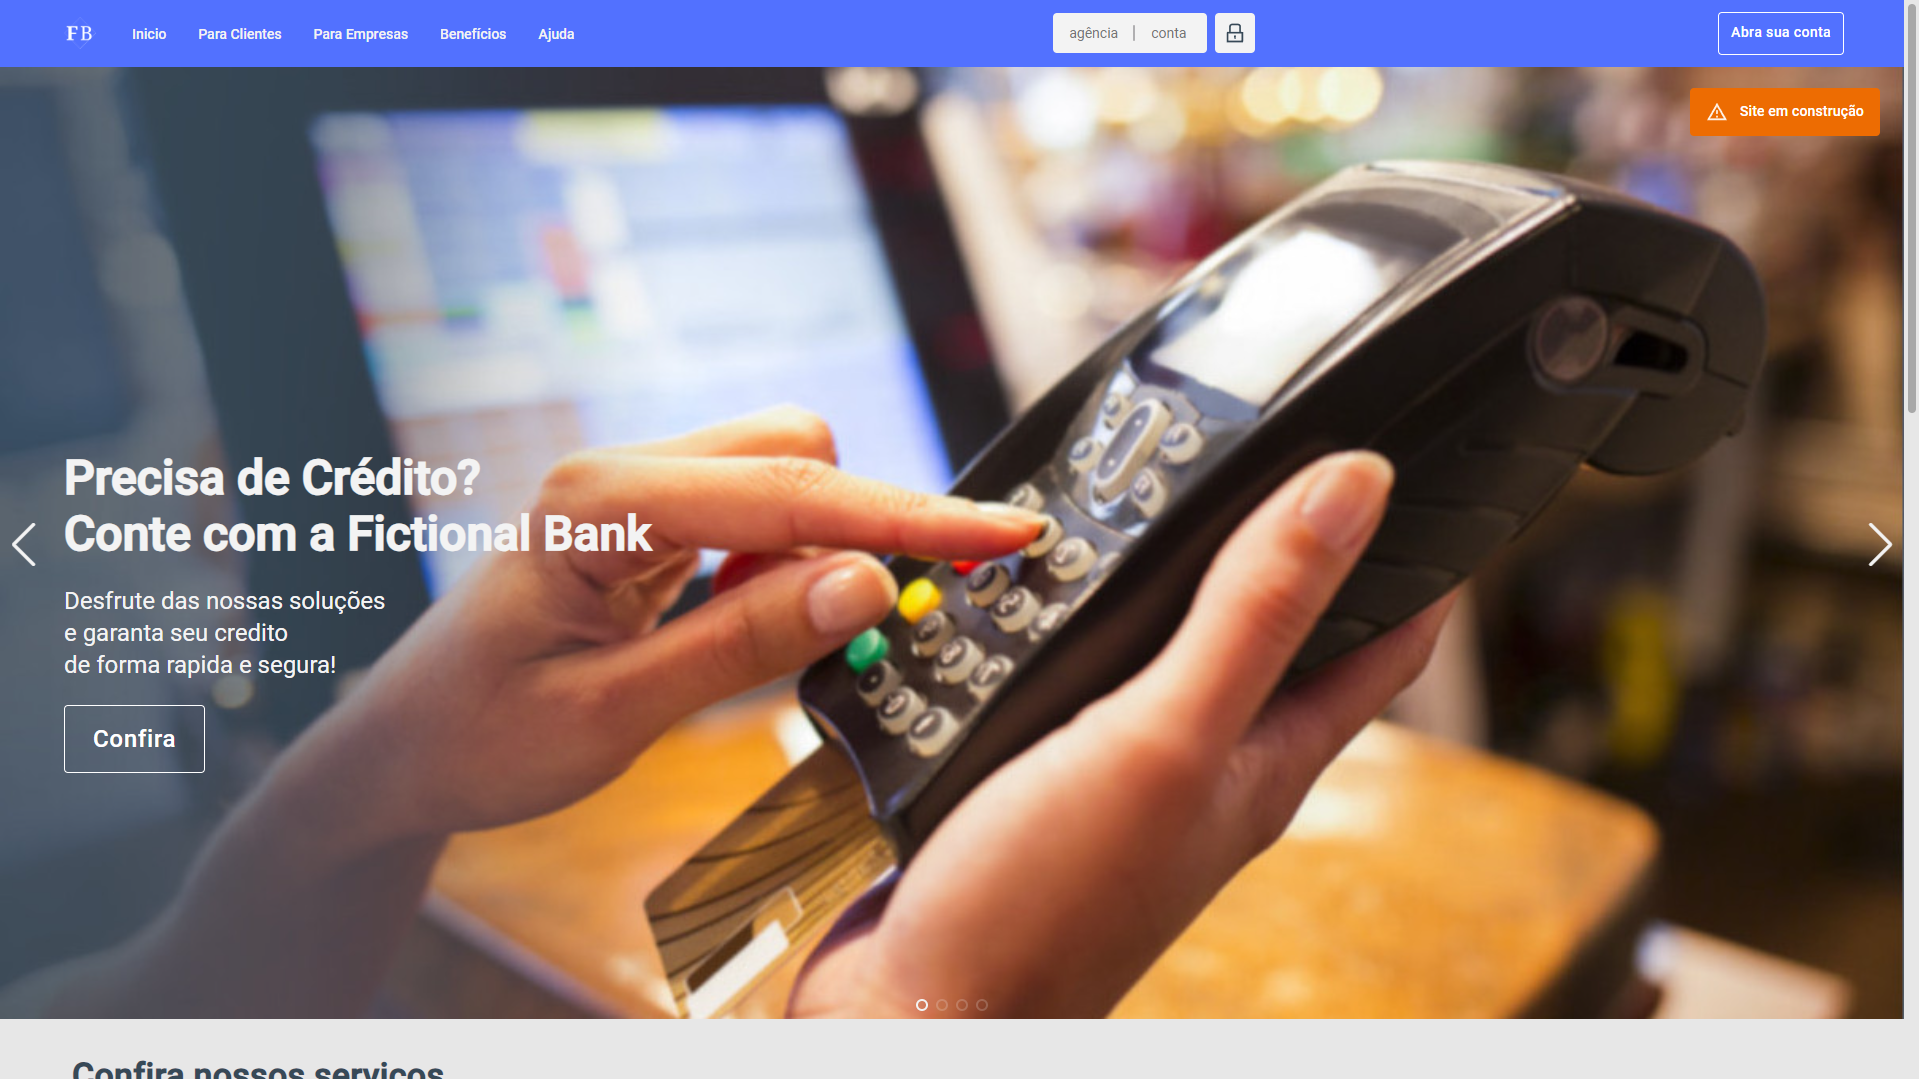 FB
Inicio
Para Clientes
Para Empresas
Benefícios
Ajuda
agência | conta
Abra sua conta
Site em construção
Precisa de Crédito?
Conte com a Fictional Bank
Desfrute das nossas soluções
e garanta seu credito
de forma rapida e segura!
Confira
Confira nossos serviços